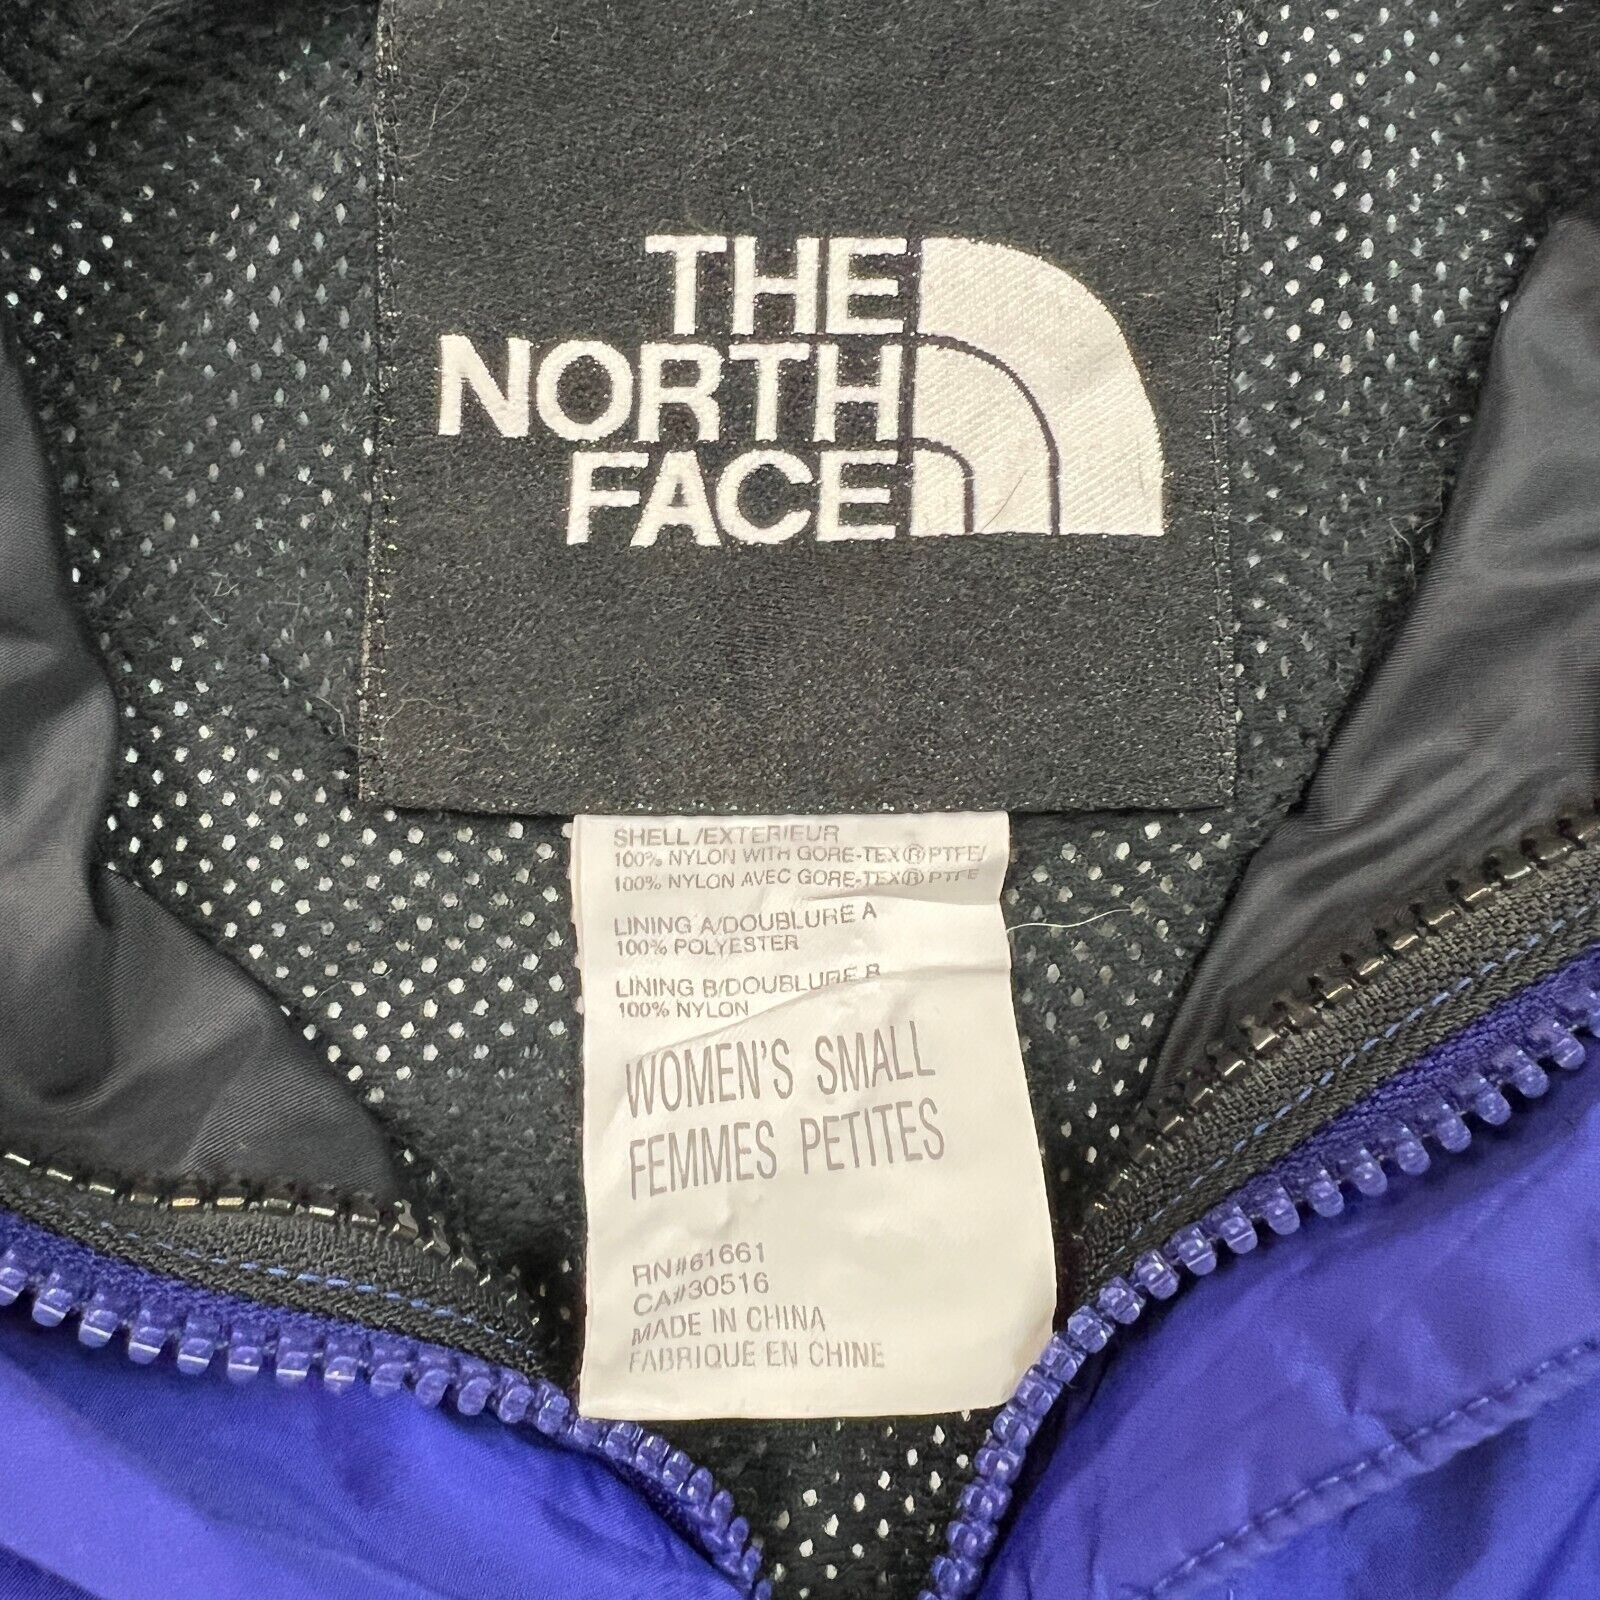 THE
NORTH
FACE
SHELL/EXTERIEUR
100% NYLON WITH GORE-TEX® PTFE/
100% NYLON AVEC GORE-TEX® PTFE
LINING A/DOUBLURE A
100% POLYESTER
LINING B/DOUBLURE B
100% NYLON
WOMEN'S SMALL
FEMMES PETITES
RN#61661
CA#30516
MADE IN CHINA
FABRIQUE EN CHINE